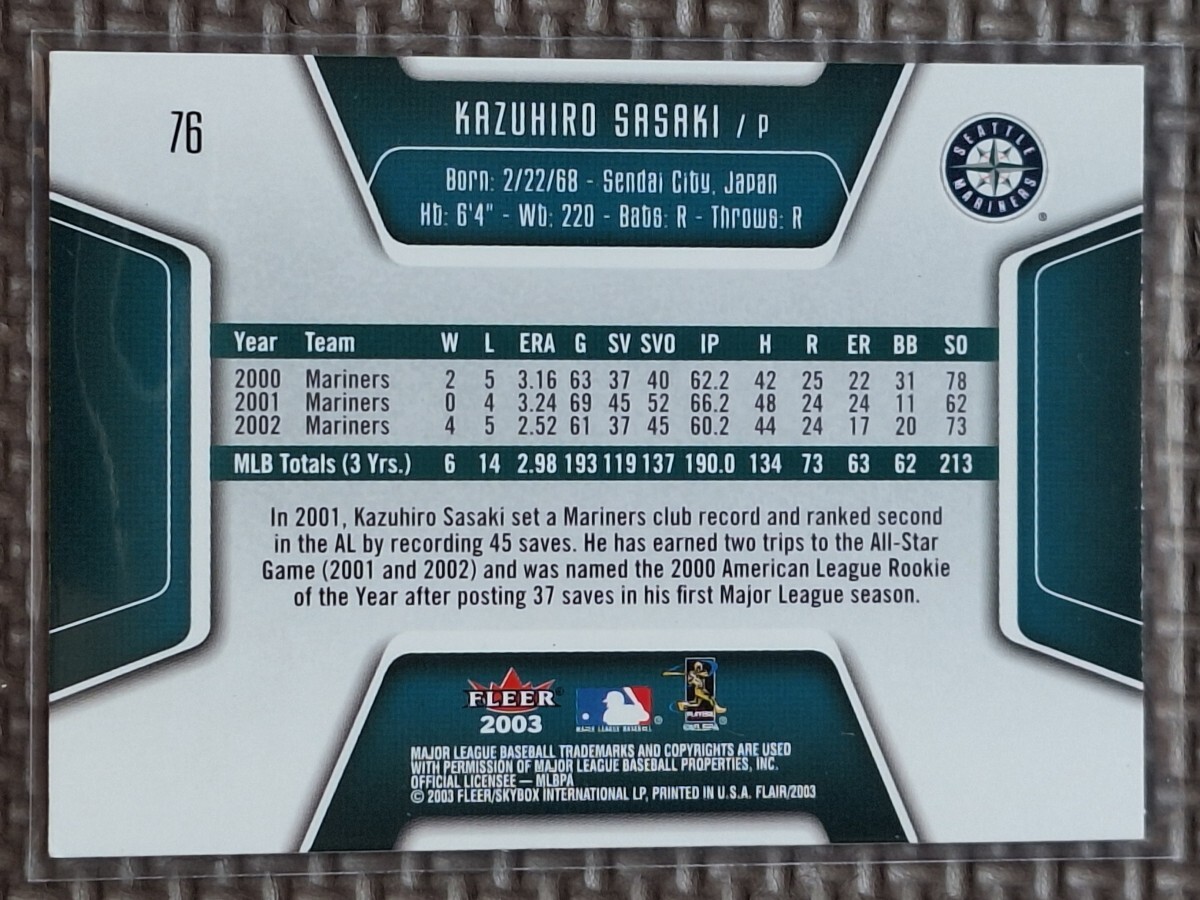 76
KAZUHIRO SASAKI / P
Born: 2/22/68 - Sendai City, Japan
Ht: 6'4" - Wt: 220 - Bats: R - Throws: R
SEATTLE MARINERS ®
Year Team W L ERA G SV SVO IP H R ER BB SO
2000 Mariners 2 5 3.16 63 37 40 62.2 42 25 22 31 78
2001 Mariners 0 4 3.24 69 45 52 66.2 48 24 24 11 62
2002 Mariners 4 5 2.52 61 37 45 60.2 44 24 17 20 73
MLB Totals (3 Yrs.) 6 14 2.98 193 119 137 190.0 134 73 63 62 213
In 2001, Kazuhiro Sasaki set a Mariners club record and ranked second
in the AL by recording 45 saves. He has earned two trips to the All-Star
Game (2001 and 2002) and was named the 2000 American League Rookie
of the Year after posting 37 saves in his first Major League season.
FLEER®
2003
MAJOR LEAGUE BASEBALL ®
PLAYERS ®
MAJOR LEAGUE BASEBALL TRADEMARKS AND COPYRIGHTS ARE USED
WITH PERMISSION OF MAJOR LEAGUE BASEBALL PROPERTIES, INC.
OFFICIAL LICENSEE — MLBPA
© 2003 FLEER/SKYBOX INTERNATIONAL LP, PRINTED IN U.S.A. FLAIR/2003